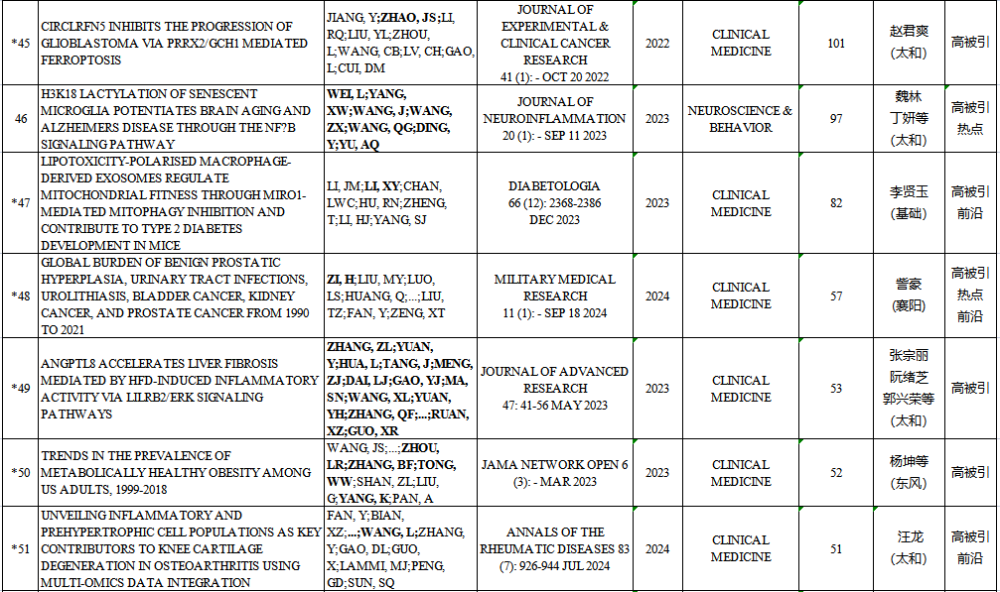 *45
CIRCLRFN5 INHIBITS THE PROGRESSION OF
GLIOBLASTOMA VIA PRRX2/GCH1 MEDIATED
FERROPTOSIS
JIANG, Y;ZHAO, JS;LI,
RQ;LIU, YL;ZHOU,
L;WANG, CB;LV, CH;GAO,
L;CUI, DM
JOURNAL OF
EXPERIMENTAL &
CLINICAL CANCER
RESEARCH
41 (1): - OCT 20 2022
2022
CLINICAL
MEDICINE
101
赵君爽
(太和)
高被引
46
H3K18 LACTYLATION OF SENESCENT
MICROGLIA POTENTIATES BRAIN AGING AND
ALZHEIMERS DISEASE THROUGH THE NF?B
SIGNALING PATHWAY
WEI, L;YANG,
XW;WANG, J;WANG,
ZX;WANG, QG;DING,
Y;YU, AQ
JOURNAL OF
NEUROINFLAMMATION
20 (1): - SEP 11 2023
2023
NEUROSCIENCE &
BEHAVIOR
97
魏林
丁妍等
(太和)
高被引
热点
*47
LIPOTOXICITY-POLARISED MACROPHAGE-
DERIVED EXOSOMES REGULATE
MITOCHONDRIAL FITNESS THROUGH MIRO1-
MEDIATED MITOPHAGY INHIBITION AND
CONTRIBUTE TO TYPE 2 DIABETES
DEVELOPMENT IN MICE
LI, JM;LI, XY;CHAN,
LWC;HU, RN;ZHENG,
T;LI, HJ;YANG, SJ
DIABETOLOGIA
66 (12): 2368-2386
DEC 2023
2023
CLINICAL
MEDICINE
82
李贤玉
(基础)
高被引
前沿
*48
GLOBAL BURDEN OF BENIGN PROSTATIC
HYPERPLASIA, URINARY TRACT INFECTIONS,
UROLITHIASIS, BLADDER CANCER, KIDNEY
CANCER, AND PROSTATE CANCER FROM 1990
TO 2021
ZI, H;LIU, MY;LUO,
LS;HUANG, Q;...;LIU,
TZ;FAN, Y;ZENG, XT
MILITARY MEDICAL
RESEARCH
11 (1): - SEP 18 2024
2024
CLINICAL
MEDICINE
57
訾豪
(襄阳)
高被引
热点
前沿
*49
ANGPTL8 ACCELERATES LIVER FIBROSIS
MEDIATED BY HFD-INDUCED INFLAMMATORY
ACTIVITY VIA LILRB2/ERK SIGNALING
PATHWAYS
ZHANG, ZL;YUAN,
Y;HUA, L;TANG, J;MENG,
ZJ;DAI, LJ;GAO, YJ;MA,
SN;WANG, XL;YUAN,
YH;ZHANG, QF;...;RUAN,
XZ;GUO, XR
JOURNAL OF ADVANCED
RESEARCH
47: 41-56 MAY 2023
2023
CLINICAL
MEDICINE
53
张宗丽
阮绪芝
郭兴荣等
(太和)
高被引
*50
TRENDS IN THE PREVALENCE OF
METABOLICALLY HEALTHY OBESITY AMONG
US ADULTS, 1999-2018
WANG, JS;...;ZHOU,
LR;ZHANG, BF;TONG,
WW;SHAN, ZL;LIU,
G;YANG, K;PAN, A
JAMA NETWORK OPEN 6
(3): - MAR 2023
2023
CLINICAL
MEDICINE
52
杨坤等
(东风)
高被引
*51
UNVEILING INFLAMMATORY AND
PREHYPERTROPHIC CELL POPULATIONS AS KEY
CONTRIBUTORS TO KNEE CARTILAGE
DEGENERATION IN OSTEOARTHRITIS USING
MULTI-OMICS DATA INTEGRATION
FAN, Y;BIAN,
XZ;...;WANG, L;ZHANG,
Y;GAO, DL;GUO,
X;LAMMI, MJ;PENG,
GD;SUN, SQ
ANNALS OF THE
RHEUMATIC DISEASES 83
(7): 926-944 JUL 2024
2024
CLINICAL
MEDICINE
51
汪龙
(太和)
高被引
前沿